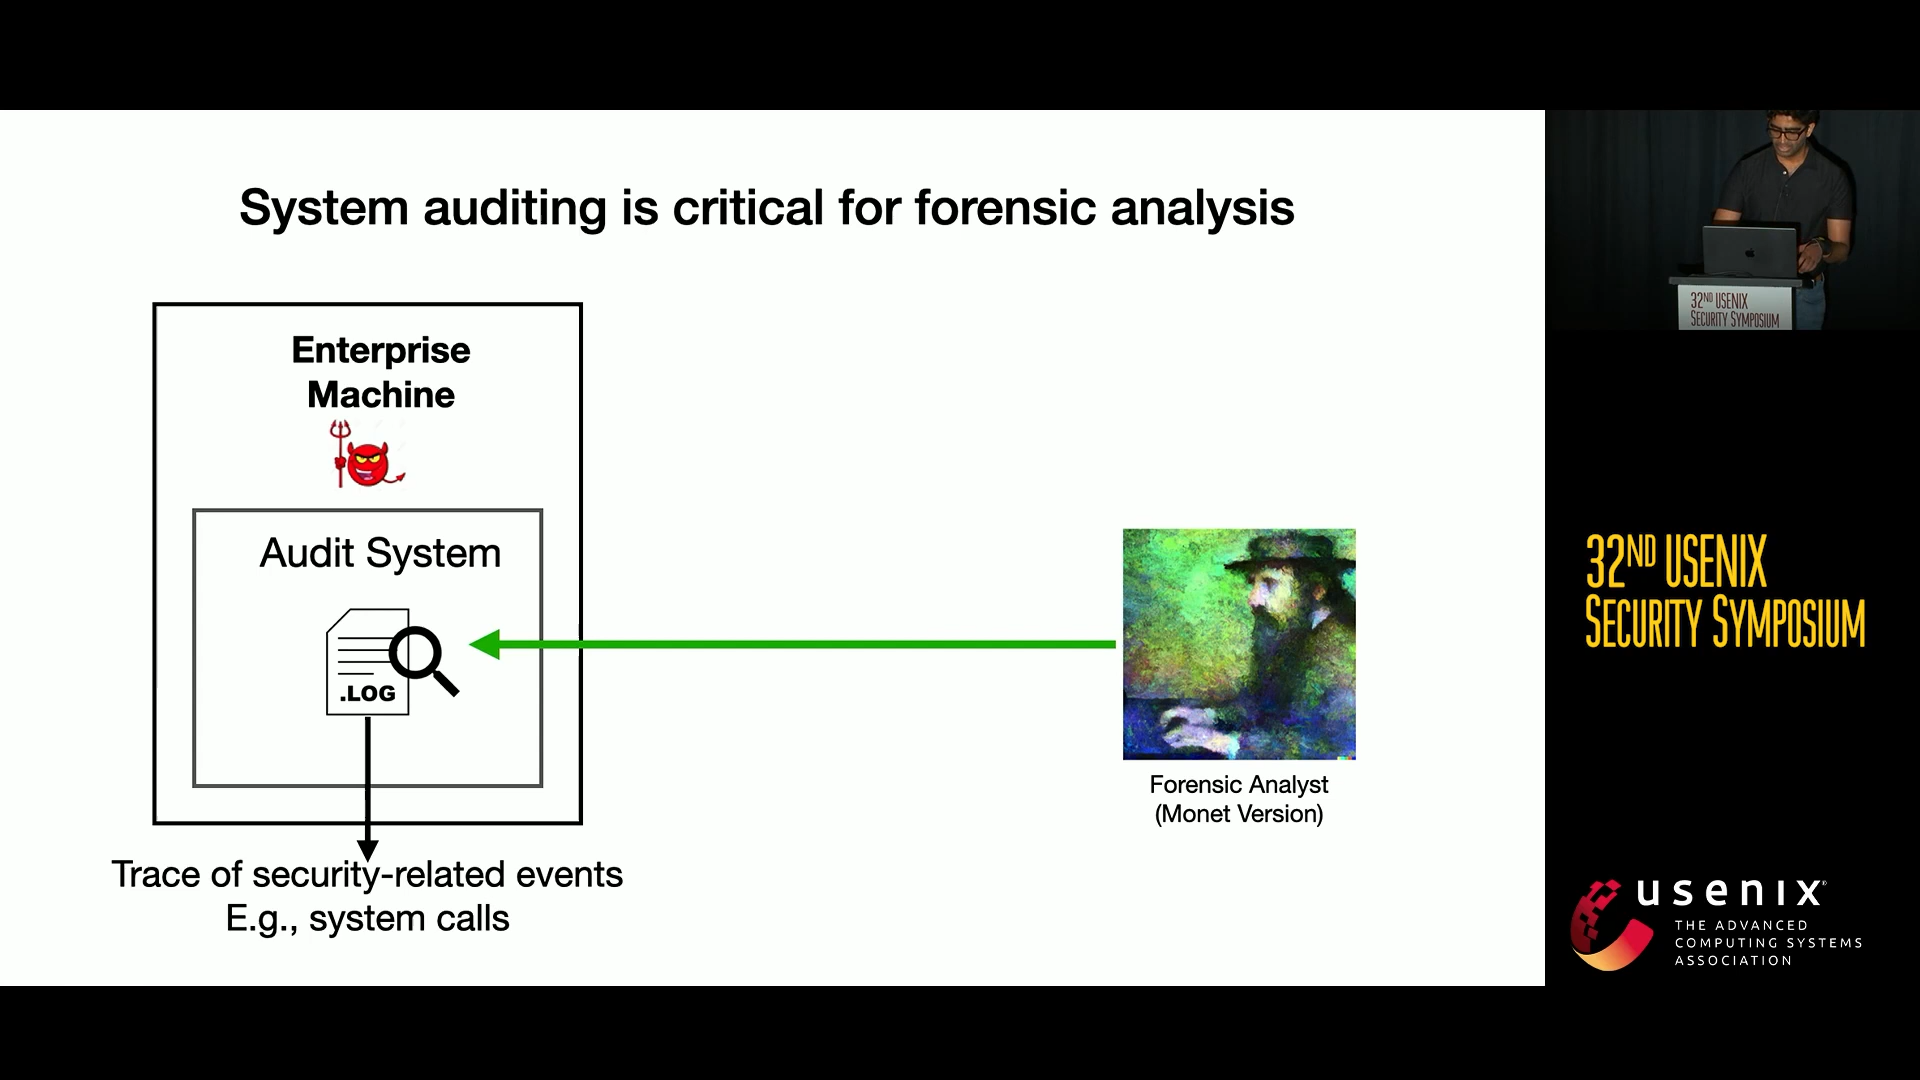 System auditing is critical for forensic analysis
Enterprise
Machine
Audit System
.LOG
Trace of security-related events
E.g., system calls
Forensic Analyst
(Monet Version)
32ND USENIX
SECURITY SYMPOSIUM
32ND USENIX
SECURITY SYMPOSIUM
usenix
THE ADVANCED
COMPUTING SYSTEMS
ASSOCIATION